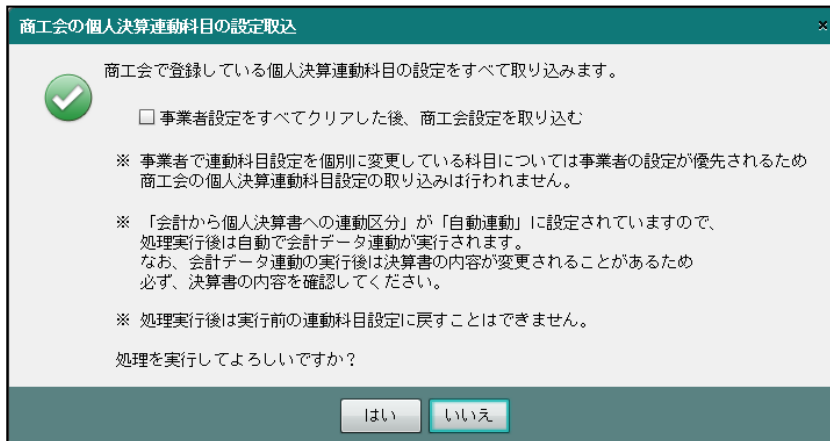 商工会の個人決算連動科目の設定取込
×
商工会で登録している個人決算連動科目の設定をすべて取り込みます。
事業者設定をすべてクリアした後、商工会設定を取り込む
※ 事業者で連動科目設定を個別に変更している科目については事業者の設定が優先されるため
商工会の個人決算連動科目設定の取り込みは行われません。
※ 「会計から個人決算書への連動区分」が「自動連動」に設定されていますので、
処理実行後は自動で会計データ連動が実行されます。
なお、会計データ連動の実行後は決算書の内容が変更されることがあるため
必ず、決算書の内容を確認してください。
※ 処理実行後は実行前の連動科目設定に戻すことはできません。
処理を実行してよろしいですか？
はい
いいえ